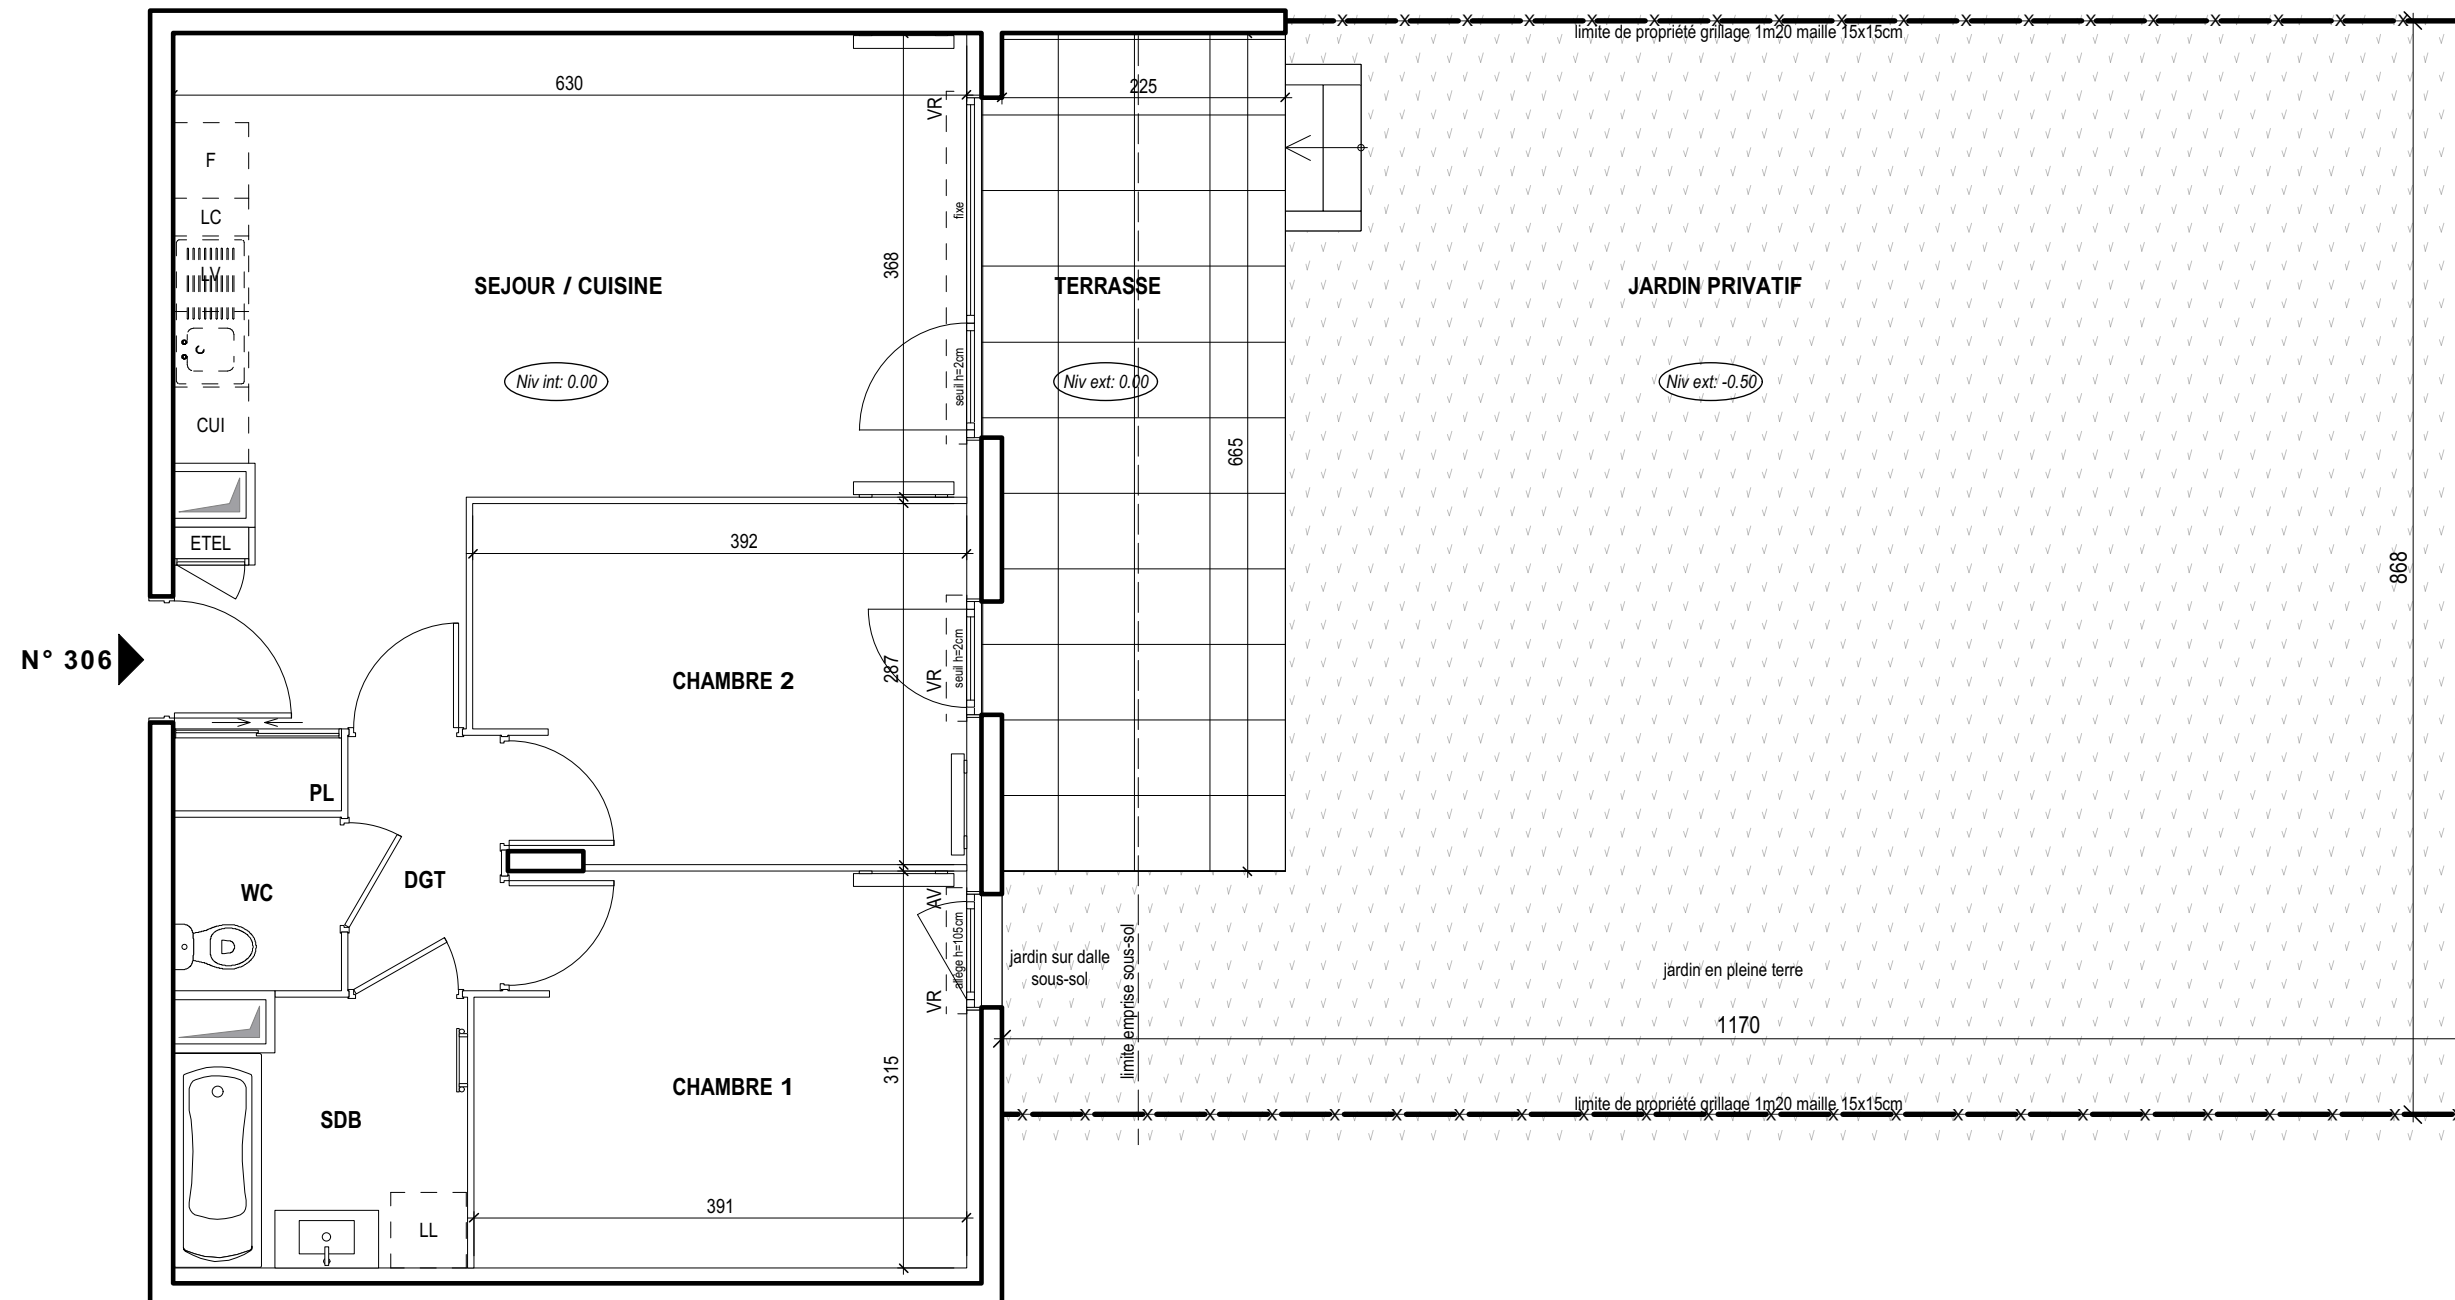 limite de propriété grillage 1m20 maille 15x15cm
630
225
VR
F
LC
fixe
LV
368
SEJOUR / CUISINE
TERRASSE
JARDIN PRIVATIF
Niv int: 0.00
Niv ext: 0.00
Niv ext: -0.50
seuil h=2cm
CUI
665
ETEL
392
868
N° 306
CHAMBRE 2
287
VR
seuil h=2cm
PL
WC
DGT
AV
allège h=105cm
VR
jardin sur dalle
sous-sol
limite emprise sous-sol
jardin en pleine terre
1170
315
CHAMBRE 1
limite de propriété grillage 1m20 maille 15x15cm
SDB
391
LL